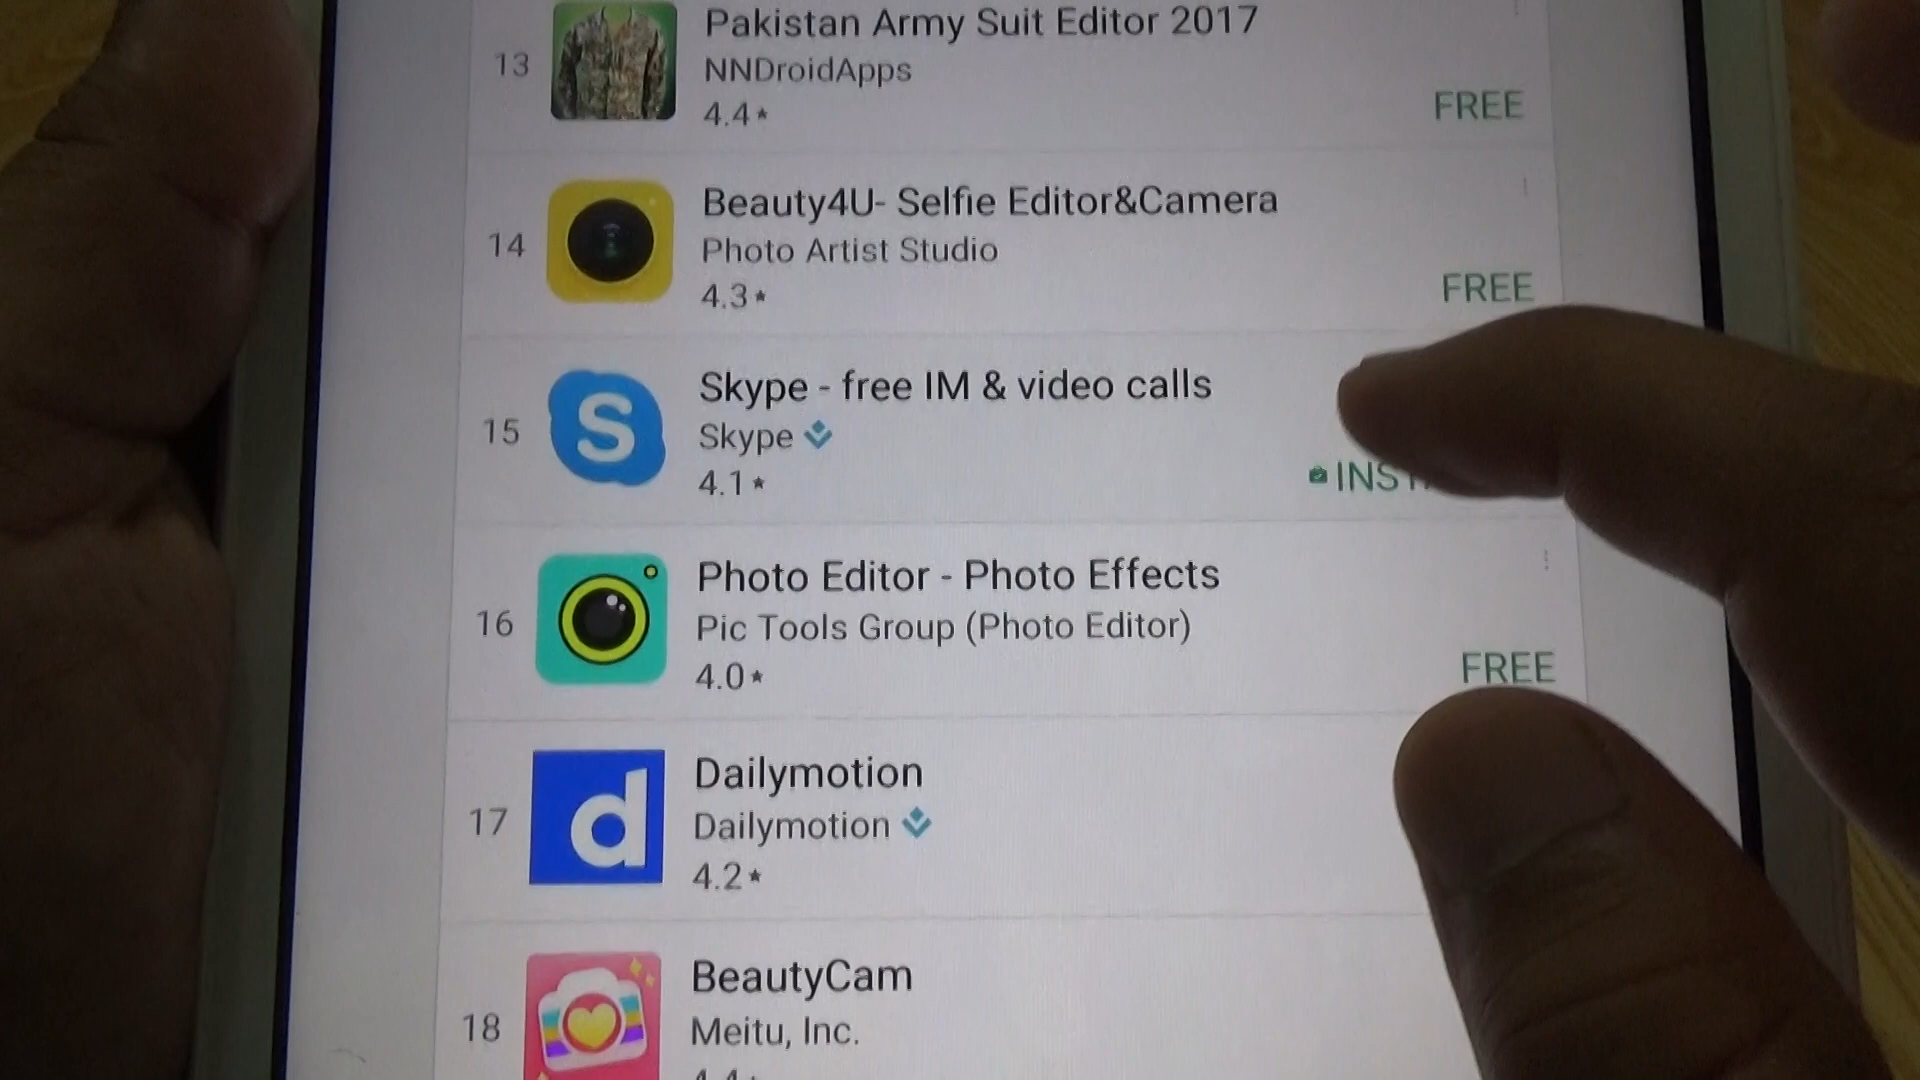 13
Pakistan Army Suit Editor 2017
NNDroidApps
4.4★
FREE
14
Beauty4U- Selfie Editor&Camera
Photo Artist Studio
4.3★
FREE
15
S
Skype - free IM & video calls
Skype
4.1★
16
Photo Editor - Photo Effects
Pic Tools Group (Photo Editor)
4.0★
FREE
17
d
Dailymotion
Dailymotion
4.2★
18
BeautyCam
Meitu, Inc.